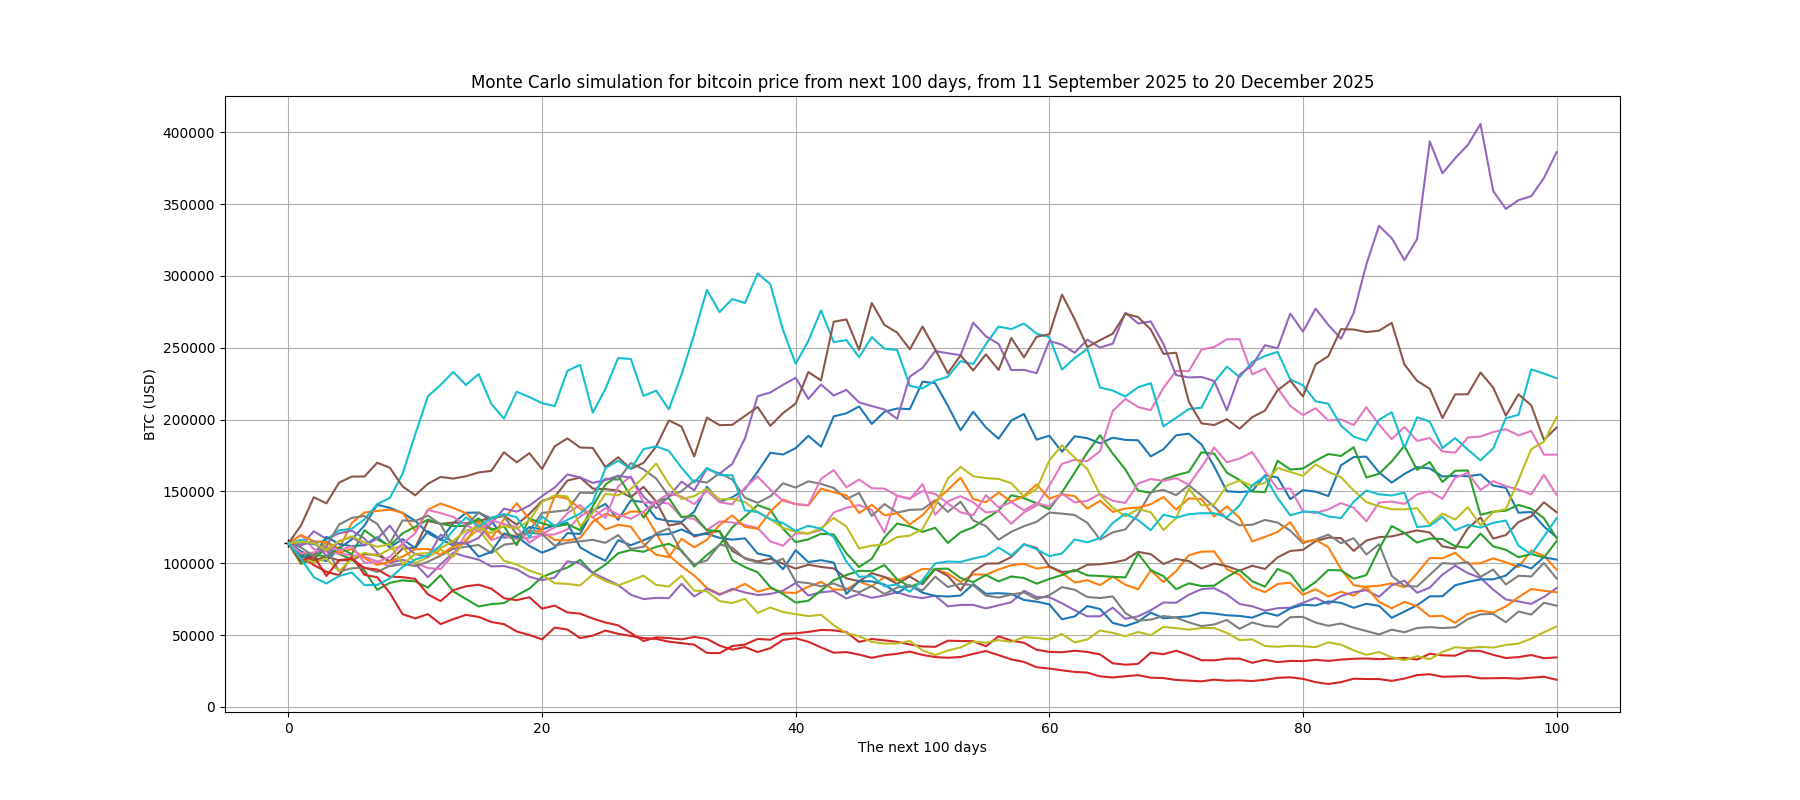 Monte Carlo simulation for bitcoin price from next 100 days, from 11 September 2025 to 20 December 2025
400000
350000
300000
250000
200000
150000
100000
50000
0
BTC (USD)
0 20 40 60 80 100
The next 100 days